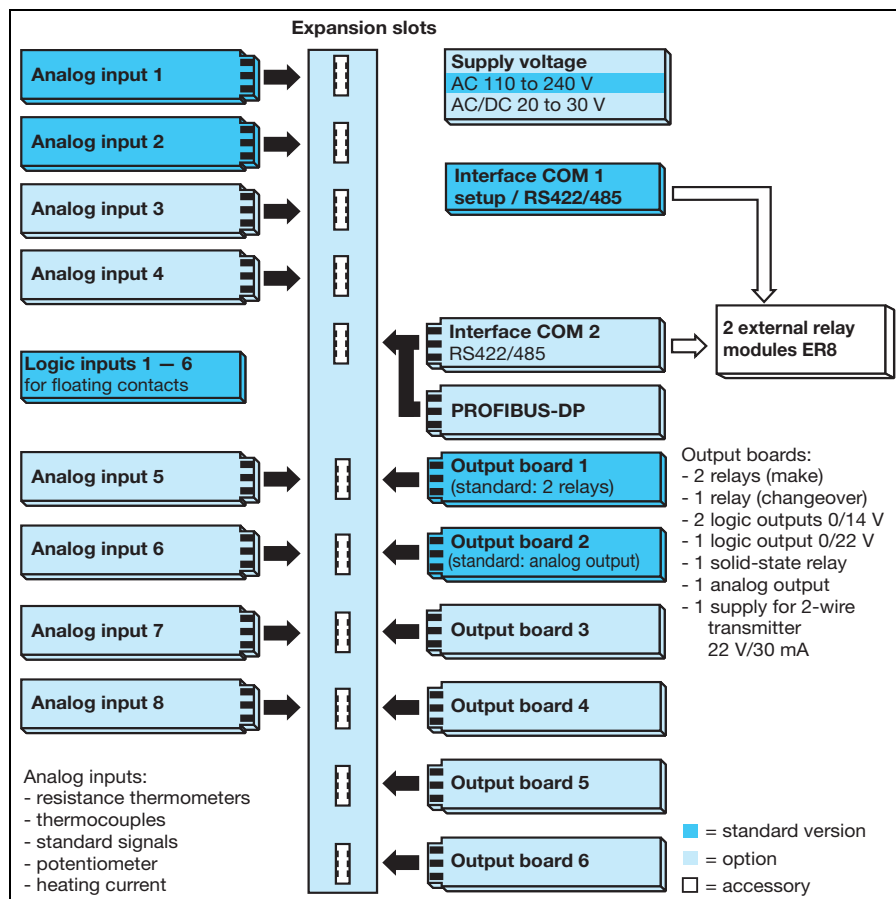 Expansion slots
Analog input 1
Analog input 2
Analog input 3
Analog input 4
Logic inputs 1 — 6
for floating contacts
Analog input 5
Analog input 6
Analog input 7
Analog input 8
Analog inputs:
- resistance thermometers
- thermocouples
- standard signals
- potentiometer
- heating current
Supply voltage
AC 110 to 240 V
AC/DC 20 to 30 V
Interface COM 1
setup / RS422/485
Interface COM 2
RS422/485
PROFIBUS-DP
2 external relay
modules ER8
Output board 1
(standard: 2 relays)
Output board 2
(standard: analog output)
Output board 3
Output board 4
Output board 5
Output board 6
Output boards:
- 2 relays (make)
- 1 relay (changeover)
- 2 logic outputs 0/14 V
- 1 logic output 0/22 V
- 1 solid-state relay
- 1 analog output
- 1 supply for 2-wire
transmitter
22 V/30 mA
= standard version
= option
= accessory